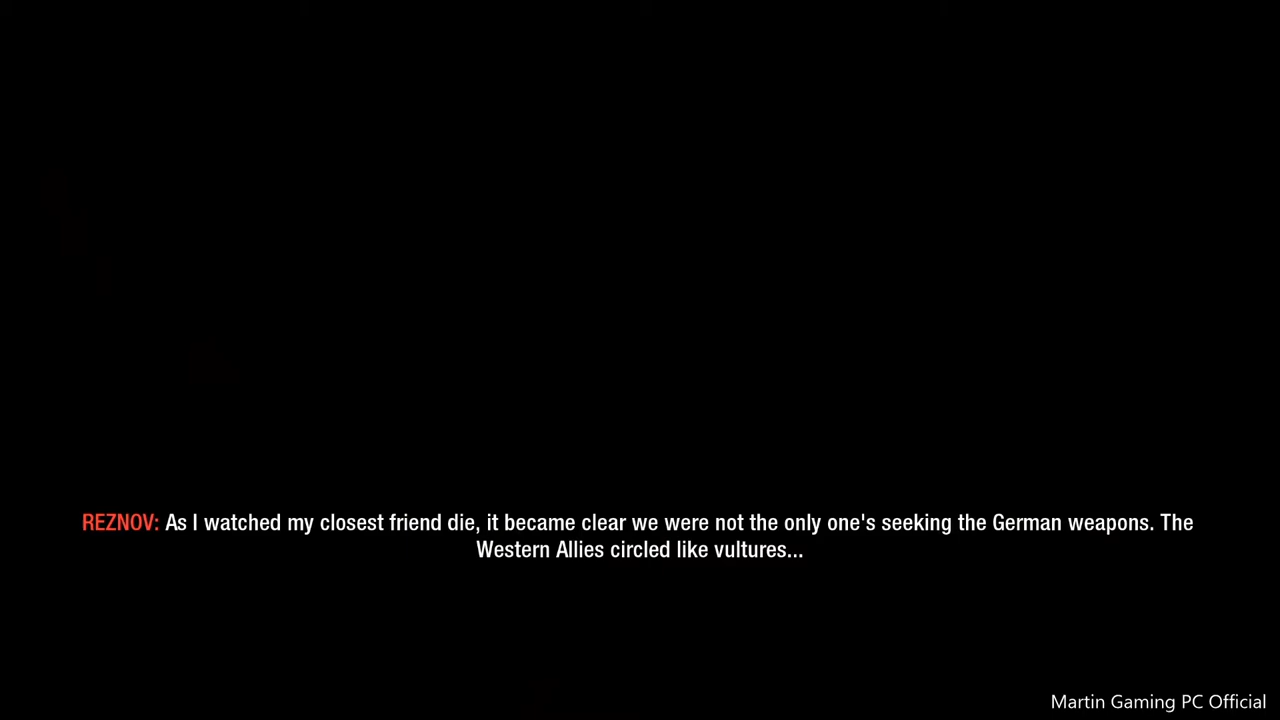 REZNOV: As I watched my closest friend die, it became clear we were not the only one's seeking the German weapons. The
Western Allies circled like vultures...
Martin Gaming PC Official